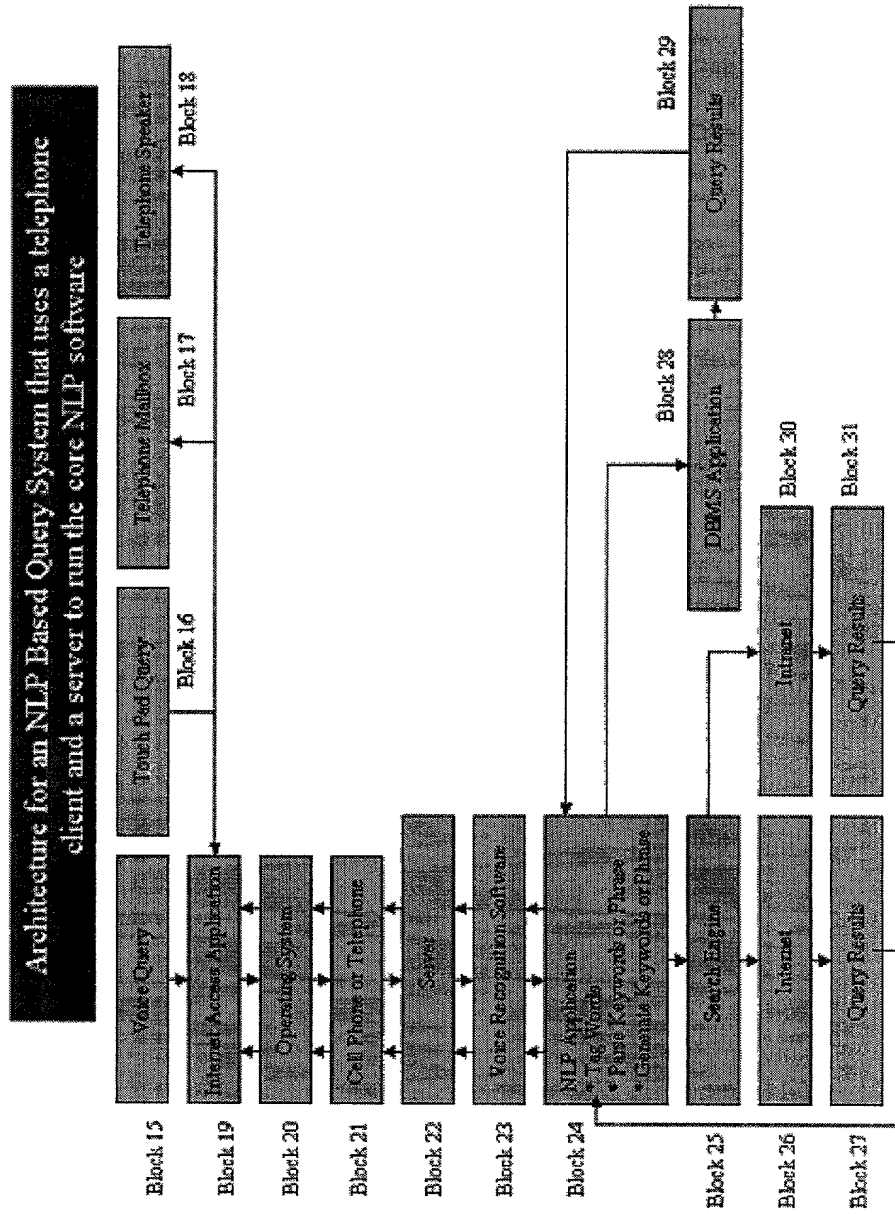 Architecture for an NLP Based Query System that uses a telephone
client and a server to run the core NLP software
Voice Query
Block 15
Touch Pad Query
Block 16
Telephone Mailbox
Block 17
Telephone Speaker
Block 18
Internet Access Application
Block 19
Operating System
Block 20
Cell Phone or Telephone
Block 21
Server
Block 22
Voice Recognition Software
Block 23
NLP Application
* Tag Words
* Parse Keywords or Phrase
* Generate Keywords or Phrase
Block 24
Search Engine
Block 25
Internet
Block 26
Query Results
Block 27
DBMS Application
Block 28
Query Results
Block 29
Intranet
Block 30
Query Results
Block 31